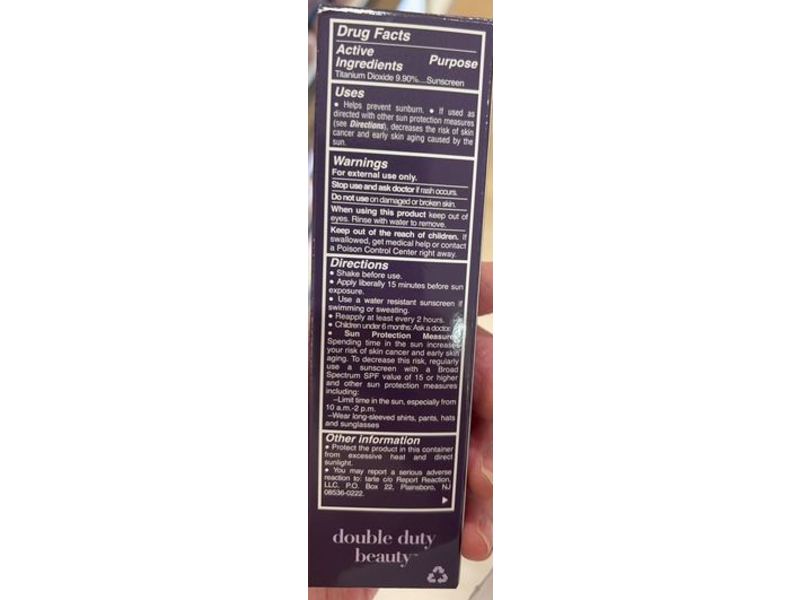 Drug Facts
Active
Ingredients Purpose
Titanium Dioxide 9.90%....Sunscreen
Uses
• Helps prevent sunburn. • If used as
directed with other sun protection measures
(see Directions), decreases the risk of skin
cancer and early skin aging caused by the
sun.
Warnings
For external use only.
Stop use and ask doctor if rash occurs.
Do not use on damaged or broken skin.
When using this product keep out of
eyes. Rinse with water to remove.
Keep out of the reach of children. If
swallowed, get medical help or contact
a Poison Control Center right away.
Directions
• Shake before use.
• Apply liberally 15 minutes before sun
exposure.
• Use a water resistant sunscreen if
swimming or sweating.
• Reapply at least every 2 hours.
• Children under 6 months: Ask a doctor
• Sun Protection Measures
Spending time in the sun increases
your risk of skin cancer and early skin
aging. To decrease this risk, regularly
use a sunscreen with a Broad
Spectrum SPF value of 15 or higher
and other sun protection measures
including:
–Limit time in the sun, especially from
10 a.m.-2 p.m.
–Wear long-sleeved shirts, pants, hats
and sunglasses
Other information
• Protect the product in this container
from excessive heat and direct
sunlight.
• You may report a serious adverse
reaction to: tarte c/o Report Reaction,
LLC, P.O. Box 22, Plainsboro, NJ
08536-0222.
double duty
beauty